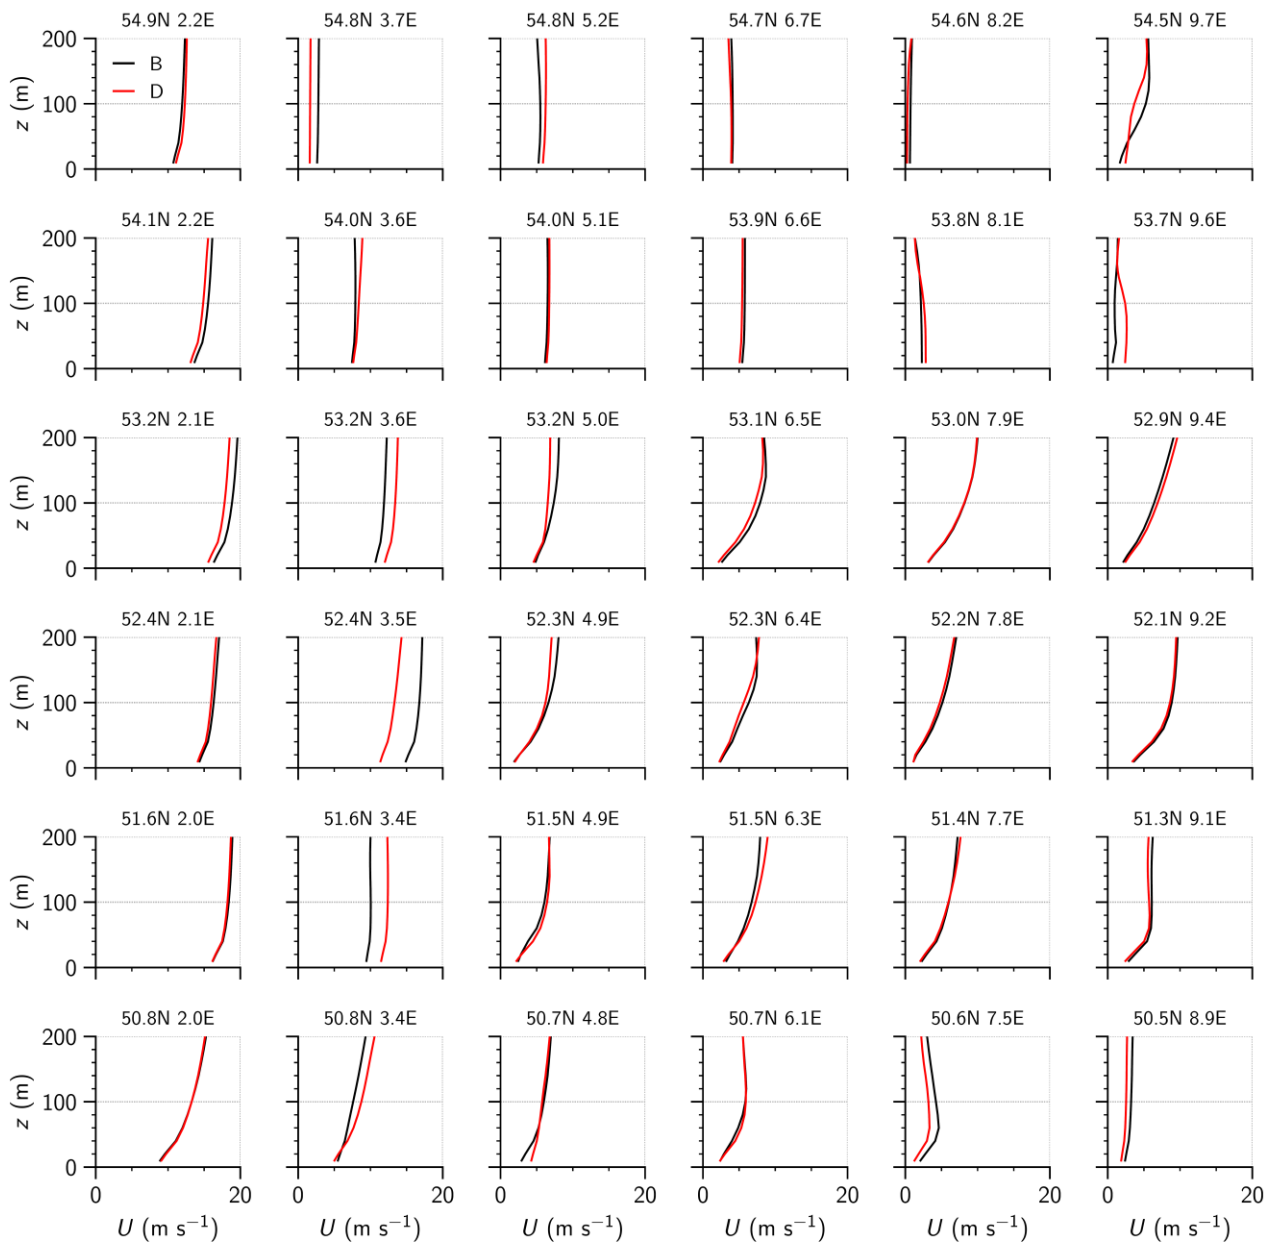 54.9N 2.2E 54.8N 3.7E 54.8N 5.2E 54.7N 6.7E 54.6N 8.2E 54.5N 9.7E
200
B
D
z (m)
100
0
54.1N 2.2E 54.0N 3.6E 54.0N 5.1E 53.9N 6.6E 53.8N 8.1E 53.7N 9.6E
200
z (m)
100
0
53.2N 2.1E 53.2N 3.6E 53.2N 5.0E 53.1N 6.5E 53.0N 7.9E 52.9N 9.4E
200
z (m)
100
0
52.4N 2.1E 52.4N 3.5E 52.3N 4.9E 52.3N 6.4E 52.2N 7.8E 52.1N 9.2E
200
z (m)
100
0
51.6N 2.0E 51.6N 3.4E 51.5N 4.9E 51.5N 6.3E 51.4N 7.7E 51.3N 9.1E
200
z (m)
100
0
50.8N 2.0E 50.8N 3.4E 50.7N 4.8E 50.7N 6.1E 50.6N 7.5E 50.5N 8.9E
200
z (m)
100
0
0 20 0 20 0 20 0 20 0 20 0 20
U (m s⁻¹) U (m s⁻¹) U (m s⁻¹) U (m s⁻¹) U (m s⁻¹) U (m s⁻¹)